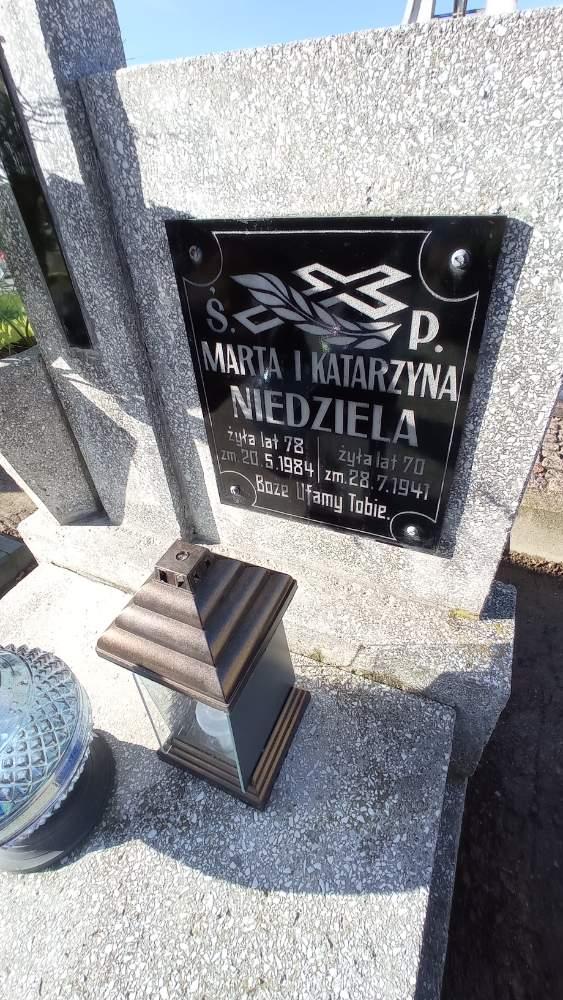 Ś. P.
MARTA I KATARZYNA
NIEDZIELA
żyła lat 78 żyła lat 70
zm. 20.5.1984 zm. 28.7.1941
Boże Ufamy Tobie.